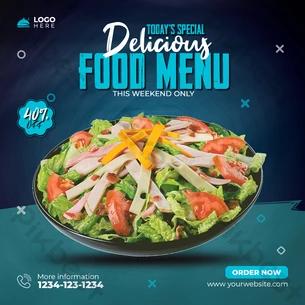 LOGO
HERE
TODAY'S SPECIAL
Delicious
FOOD MENU
THIS WEEKEND ONLY
40%
OFF
More information
1234-123-1234
ORDER NOW
www.yourwebsite.com